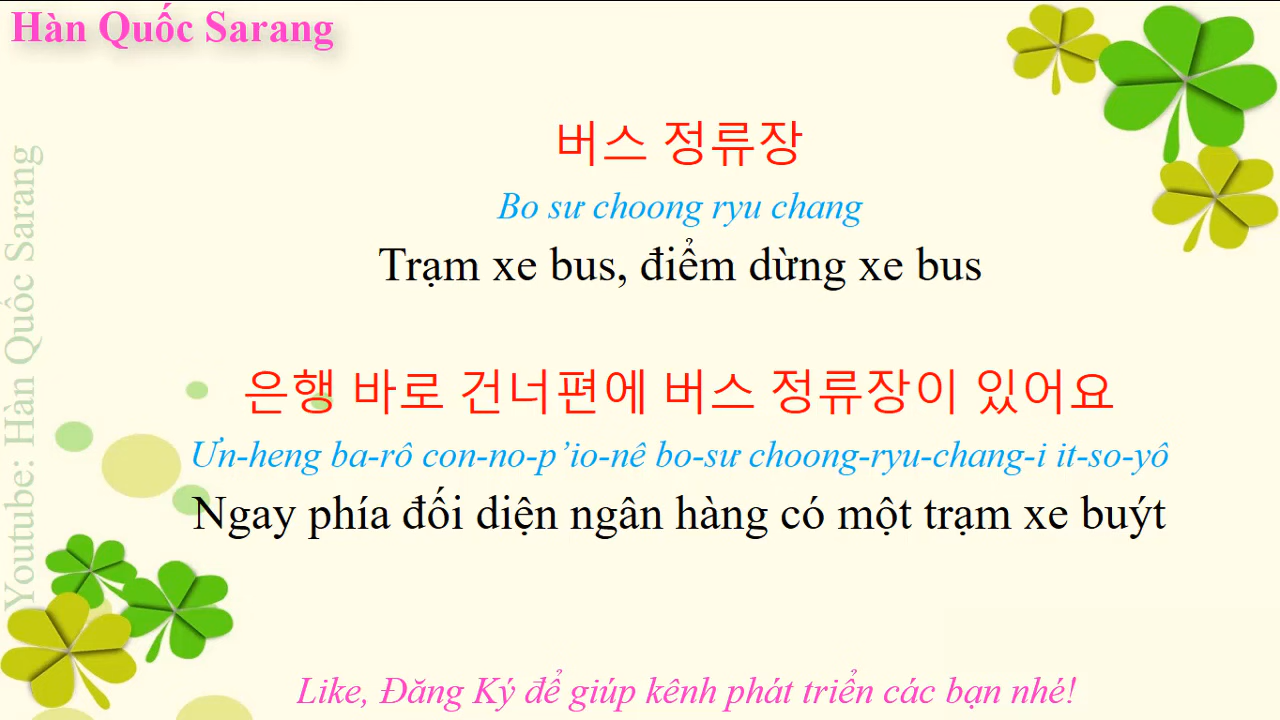 Hàn Quốc Sarang
버스 정류장
Bo sư choong ryu chang
Trạm xe bus, điểm dừng xe bus
은행 바로 건너편에 버스 정류장이 있어요
Ưn-heng ba-rô con-no-p’io-nê bo-sư choong-ryu-chang-i it-so-yô
Ngay phía đối diện ngân hàng có một trạm xe buýt
Youtube: Hàn Quốc Sarang
Like, Đăng Ký để giúp kênh phát triển các bạn nhé!